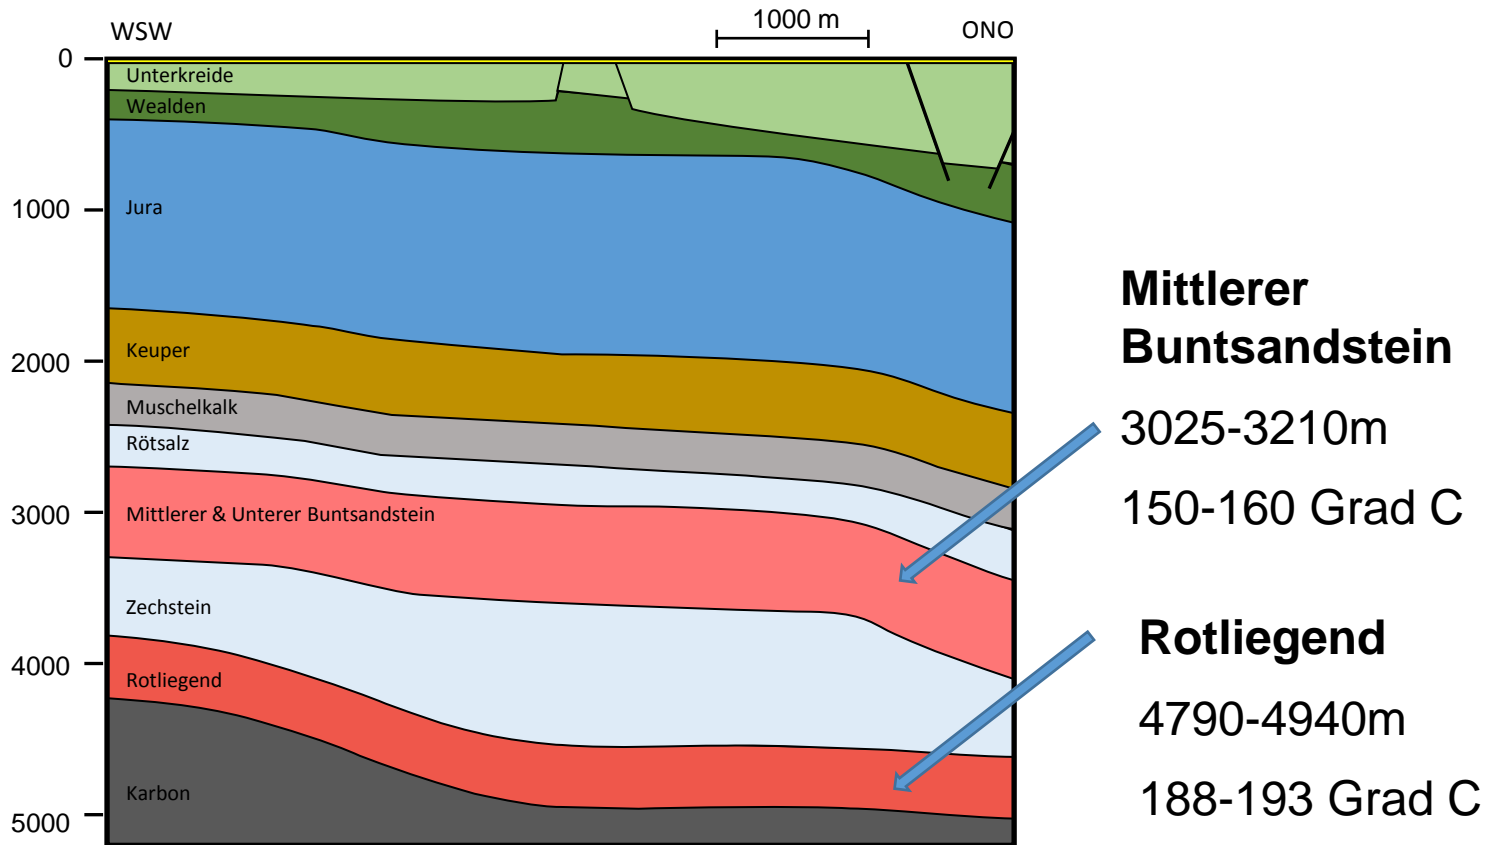 WSW
1000 m
ONO
0
Unterkreide
Wealden
1000
Jura
2000
Keuper
Muschelkalk
Rötsalz
3000
Mittlerer & Unterer Buntsandstein
Zechstein
4000
Rotliegend
Karbon
5000
Mittlerer
Buntsandstein
3025-3210m
150-160 Grad C
Rotliegend
4790-4940m
188-193 Grad C